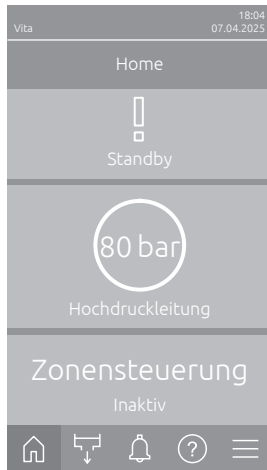 18:04
Vita 07.04.2025
Home
Standby
80 bar
Hochdruckleitung
Zonensteuerung
Inaktiv
?